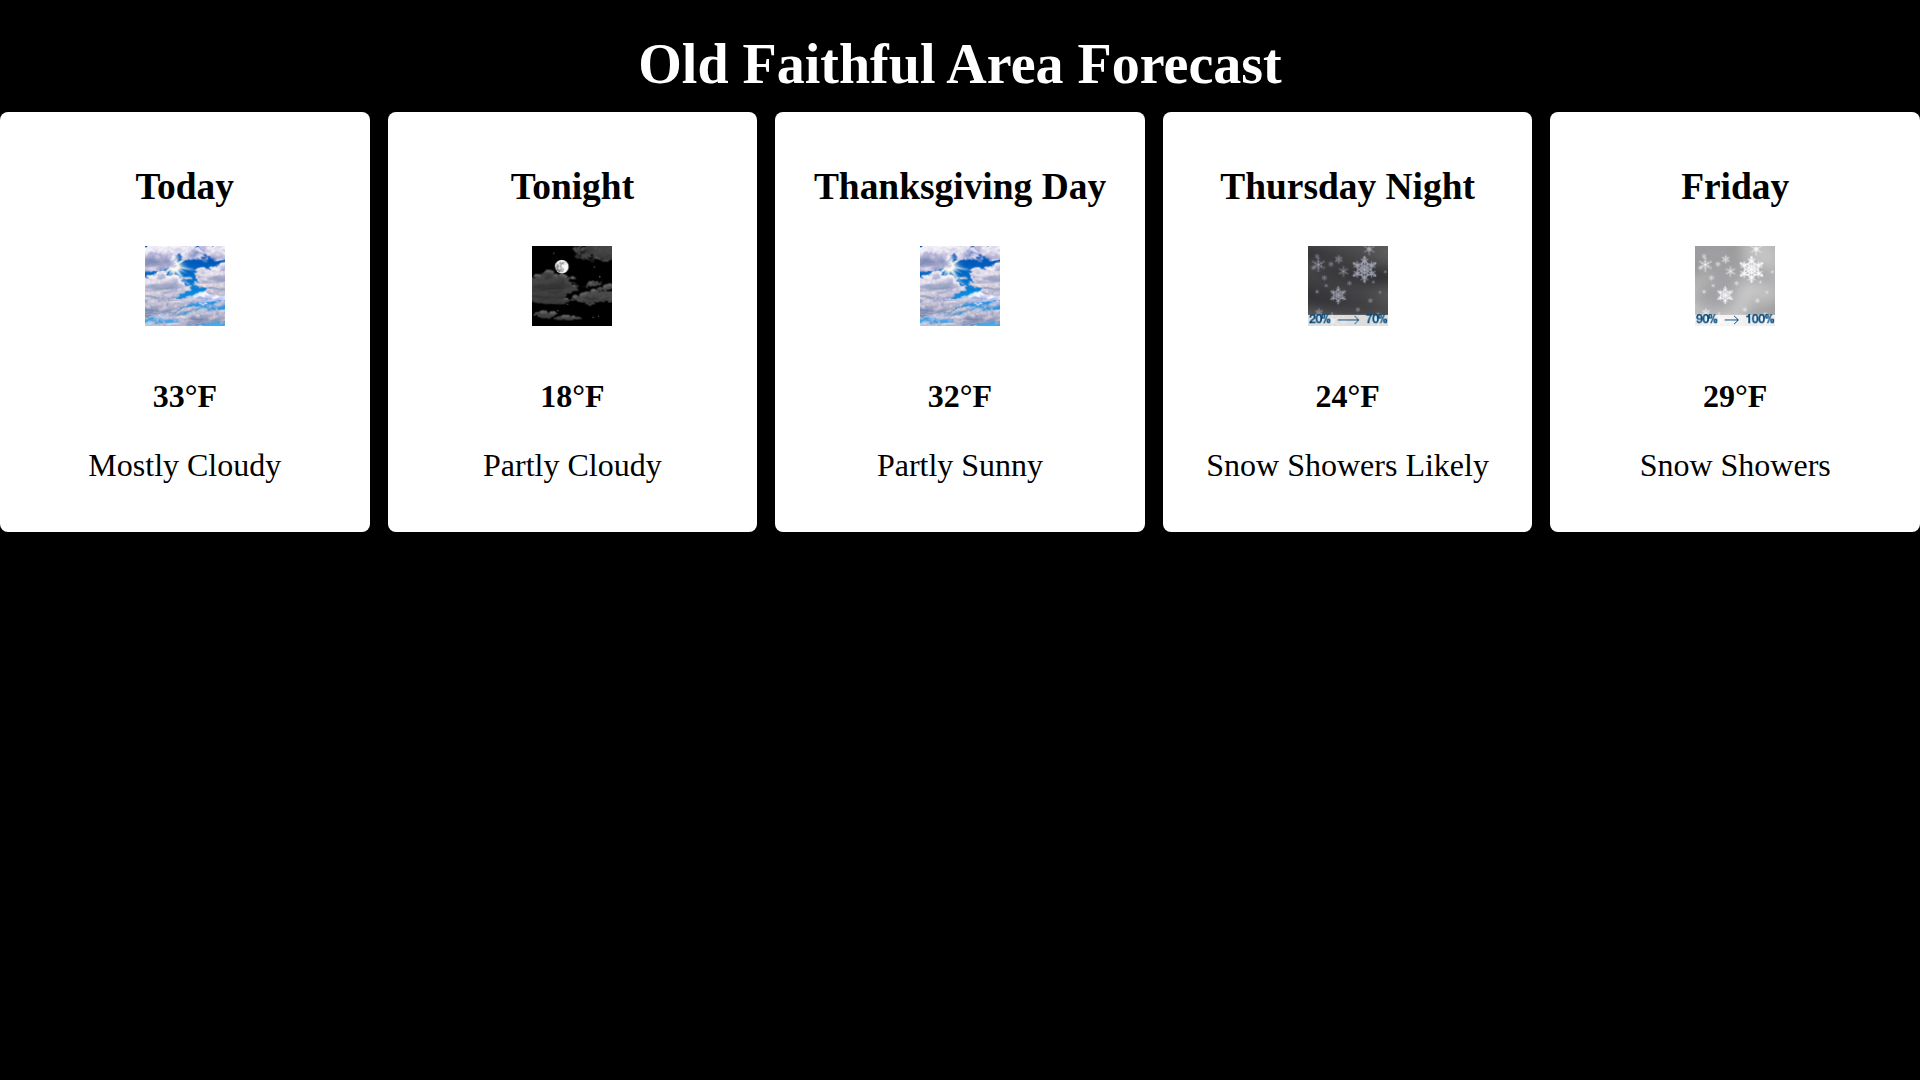 Old Faithful Area Forecast
Today
33°F
Mostly Cloudy
Tonight
18°F
Partly Cloudy
Thanksgiving Day
32°F
Partly Sunny
Thursday Night
20% → 70%
24°F
Snow Showers Likely
Friday
90% → 100%
29°F
Snow Showers